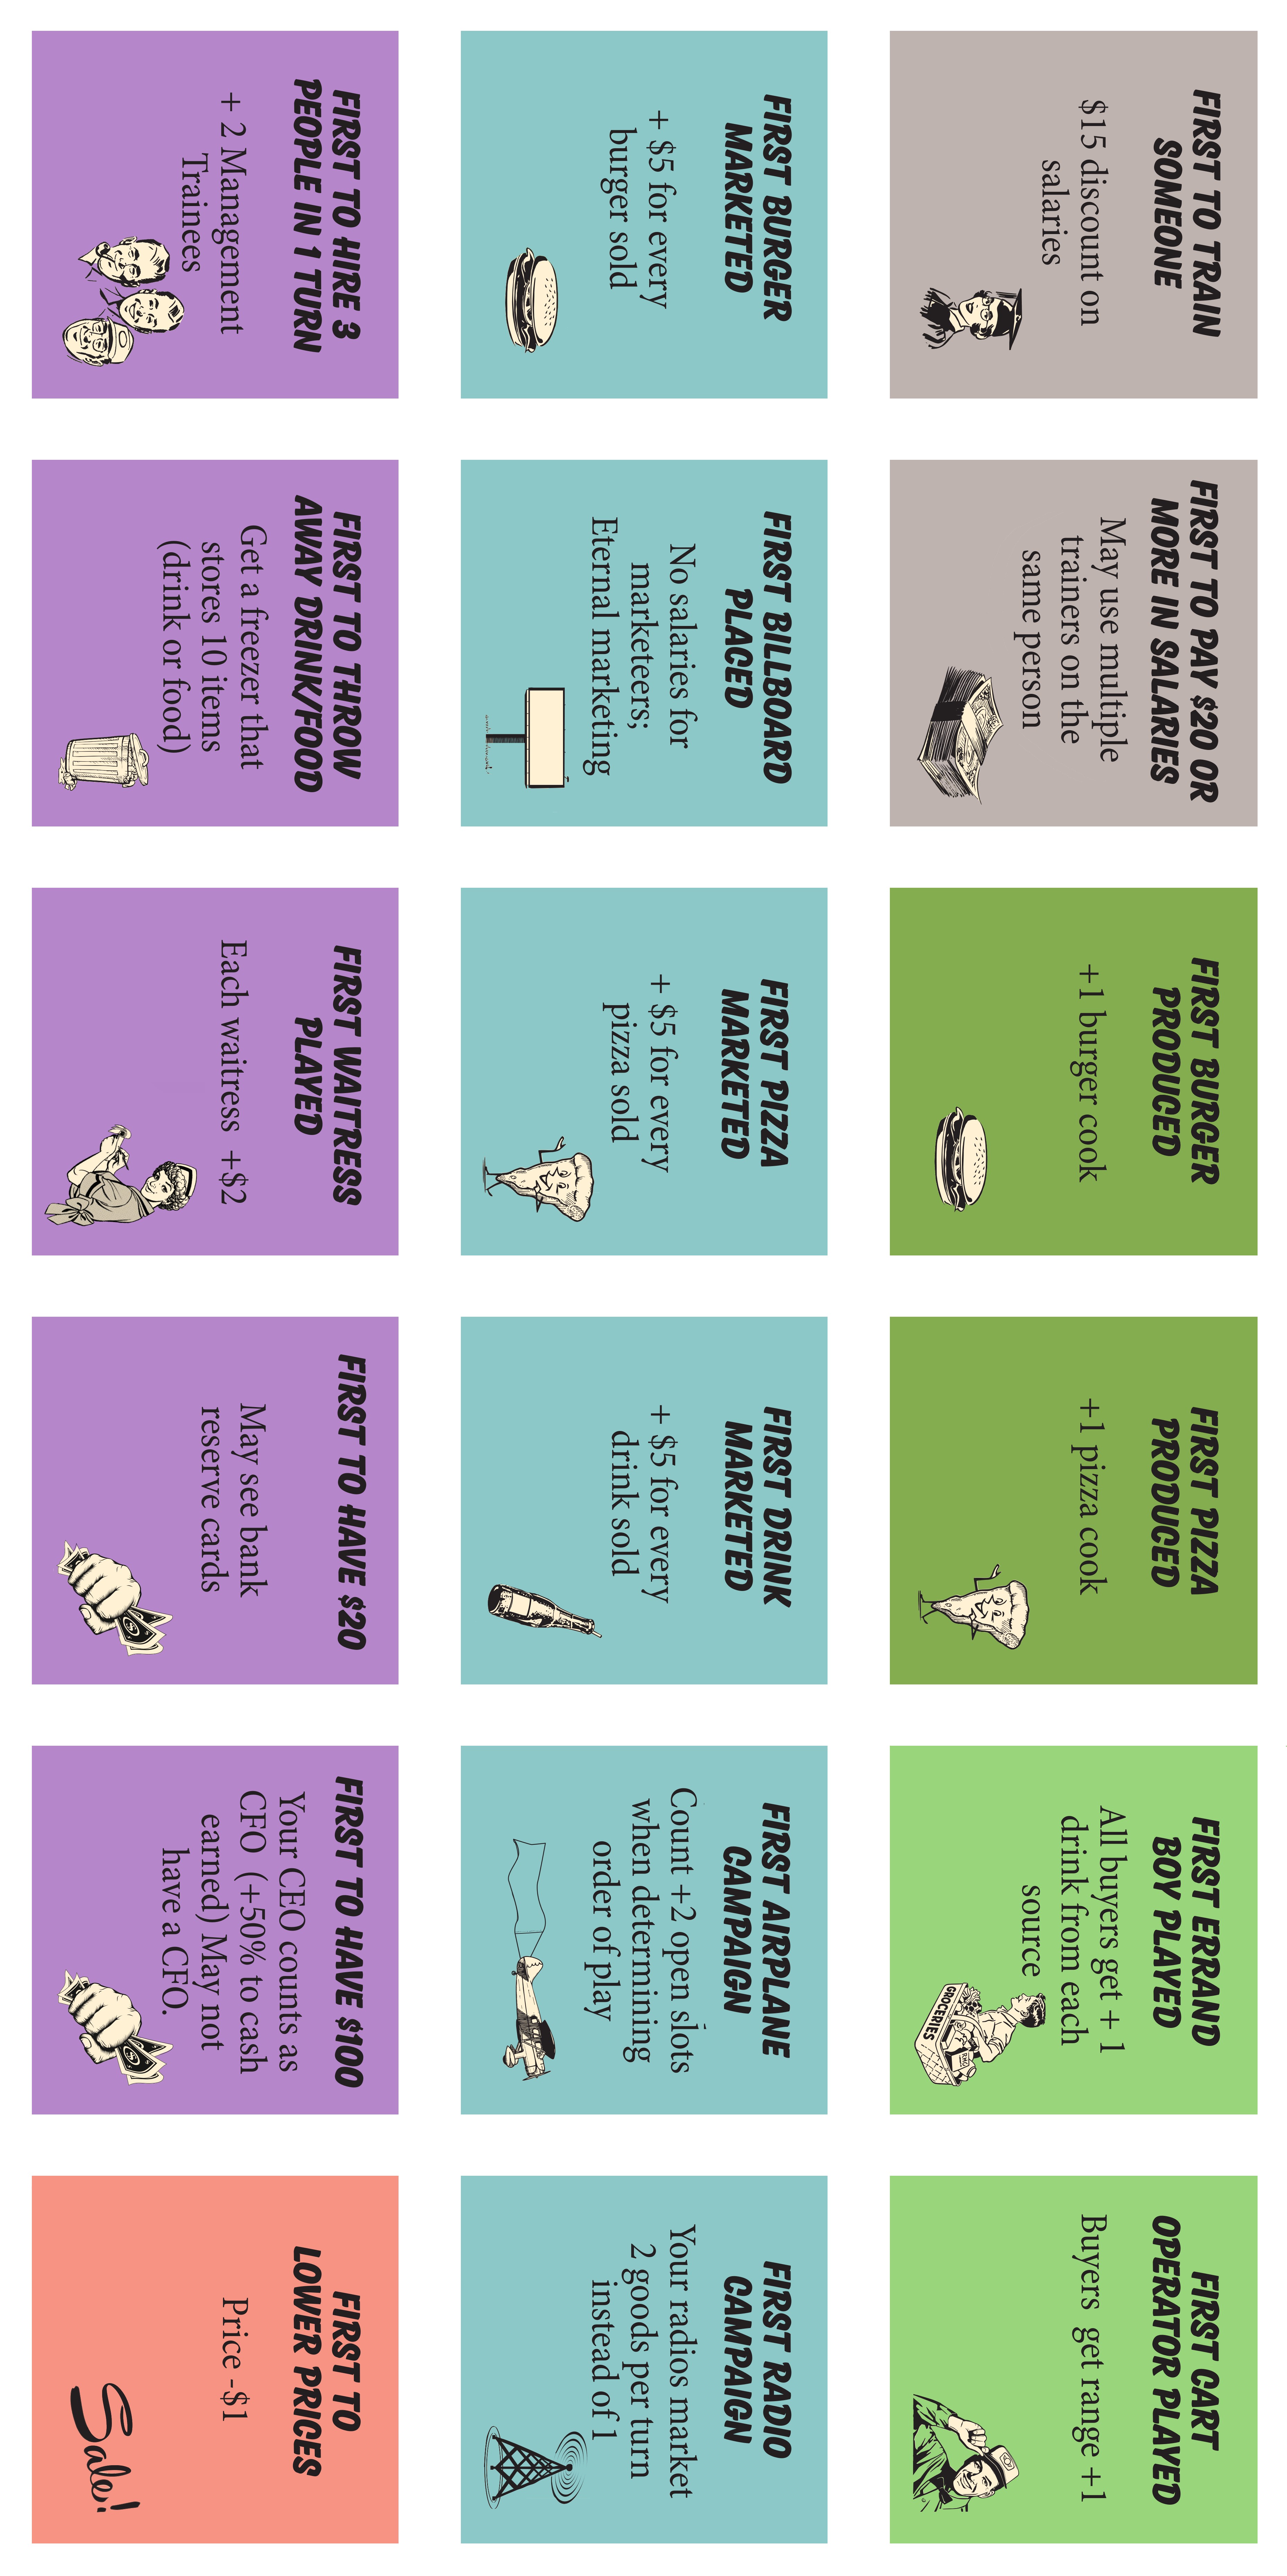 FIRST TO TRAIN
SOMEONE
$15 discount on
salaries
FIRST TO PAY $20 OR
MORE IN SALARIES
May use multiple
trainers on the
same person
FIRST BURGER
PRODUCED
+1 burger cook
FIRST PIZZA
PRODUCED
+1 pizza cook
FIRST ERRAND
BOY PLAYED
All buyers get + 1
drink from each
source
GROCERIES
FIRST CART
OPERATOR PLAYED
Buyers get range +1
FIRST BURGER
MARKETED
+ $5 for every
burger sold
FIRST BILLBOARD
PLACED
No salaries for
marketeers;
Eternal marketing
FIRST PIZZA
MARKETED
+ $5 for every
pizza sold
FIRST DRINK
MARKETED
+ $5 for every
drink sold
FIRST AIRPLANE
CAMPAIGN
Count +2 open slots
when determining
order of play
FIRST RADIO
CAMPAIGN
Your radios market
2 goods per turn
instead of 1
FIRST TO HIRE 3
PEOPLE IN 1 TURN
+ 2 Management
Trainees
FIRST TO THROW
AWAY DRINK/FOOD
Get a freezer that
stores 10 items
(drink or food)
FIRST WAITRESS
PLAYED
Each waitress +$2
FIRST TO HAVE $20
May see bank
reserve cards
FIRST TO HAVE $100
Your CEO counts as
CFO (+50% to cash
earned) May not
have a CFO.
FIRST TO
LOWER PRICES
Price -$1
Sale!